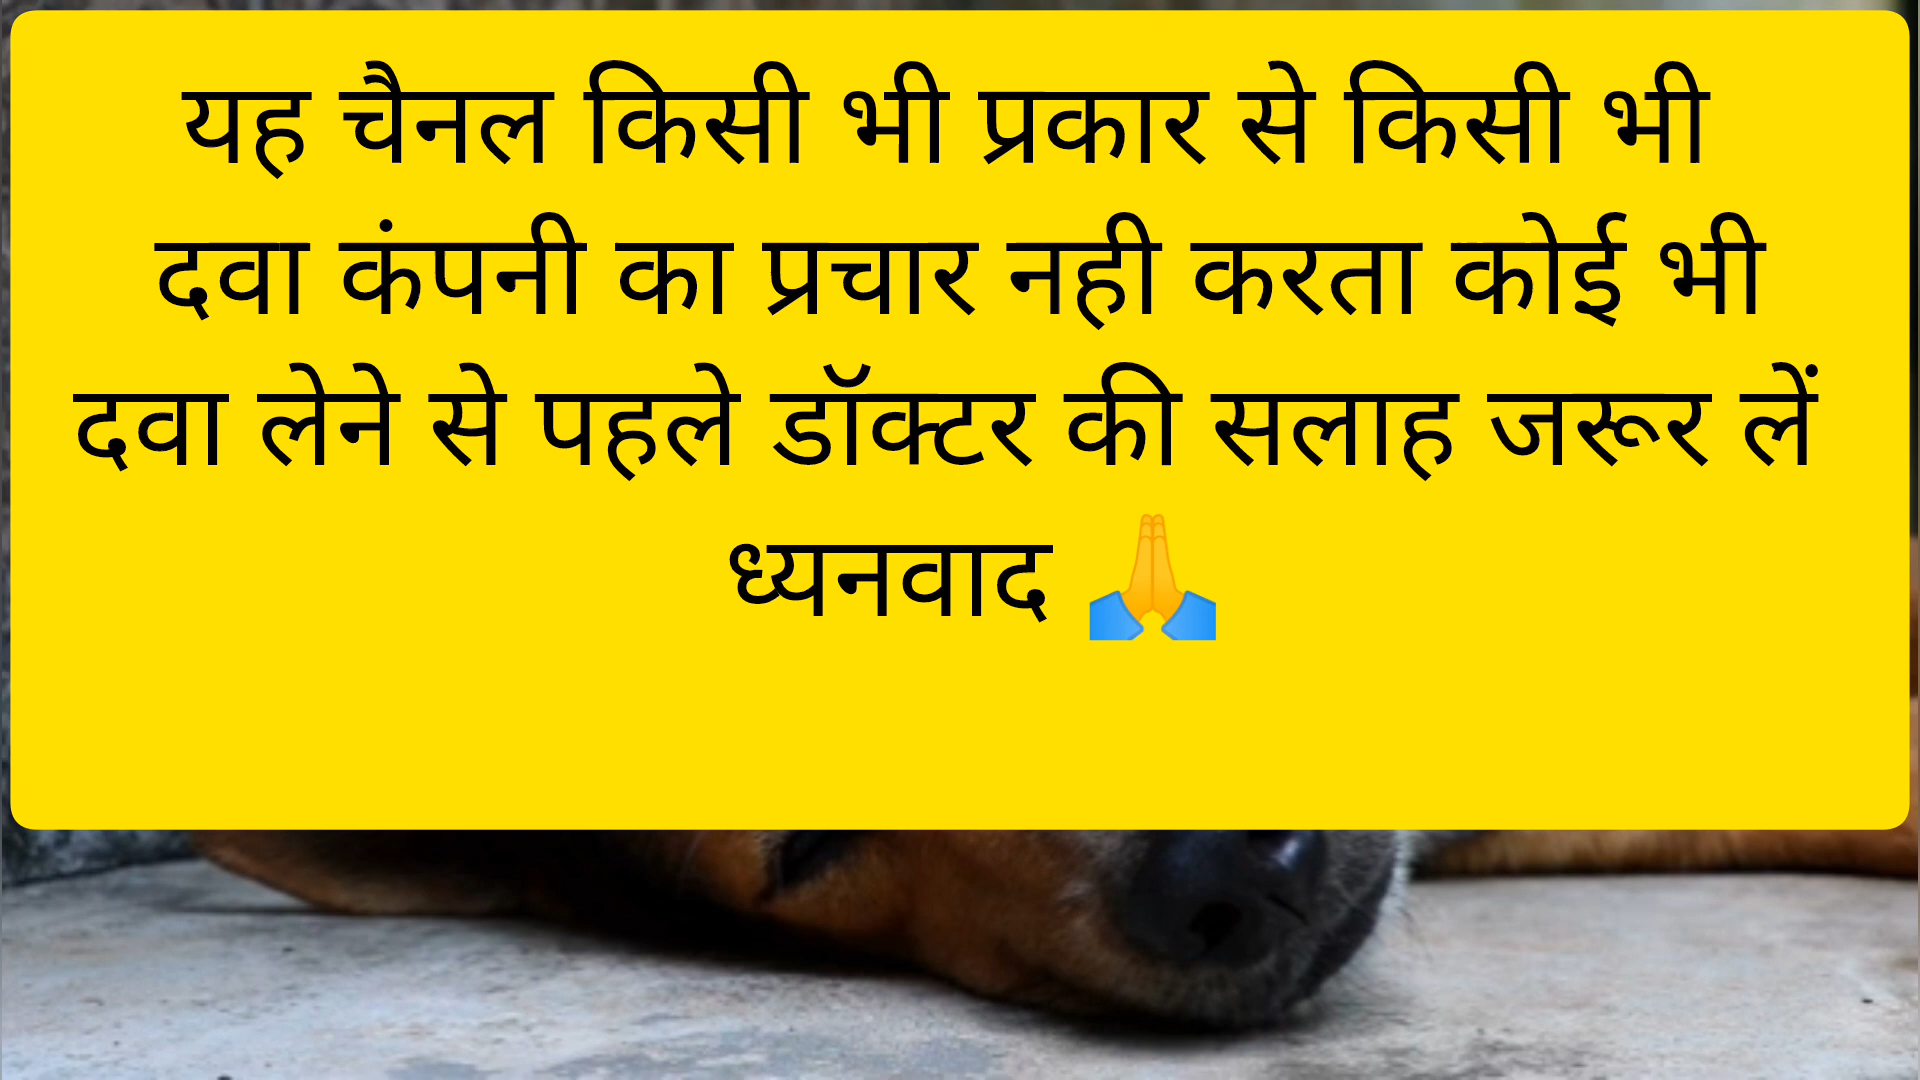 यह चैनल किसी भी प्रकार से किसी भी
दवा कंपनी का प्रचार नही करता कोई भी
दवा लेने से पहले डॉक्टर की सलाह जरूर लें
ध्यनवाद 🙏